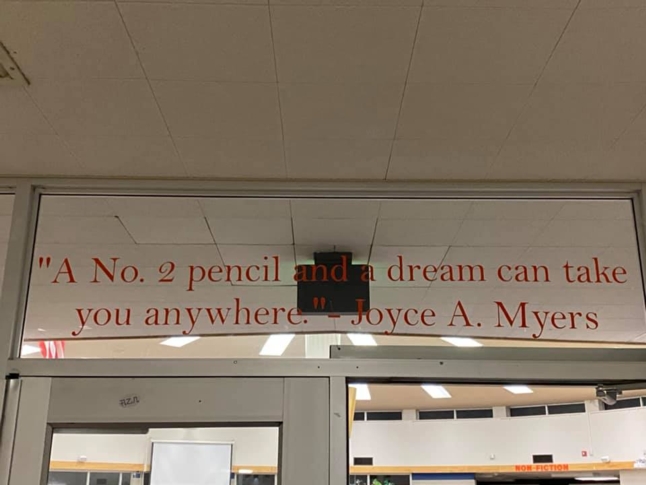 "A No. 2 pencil and a dream can take
you anywhere." - Joyce A. Myers
NON-FICTION